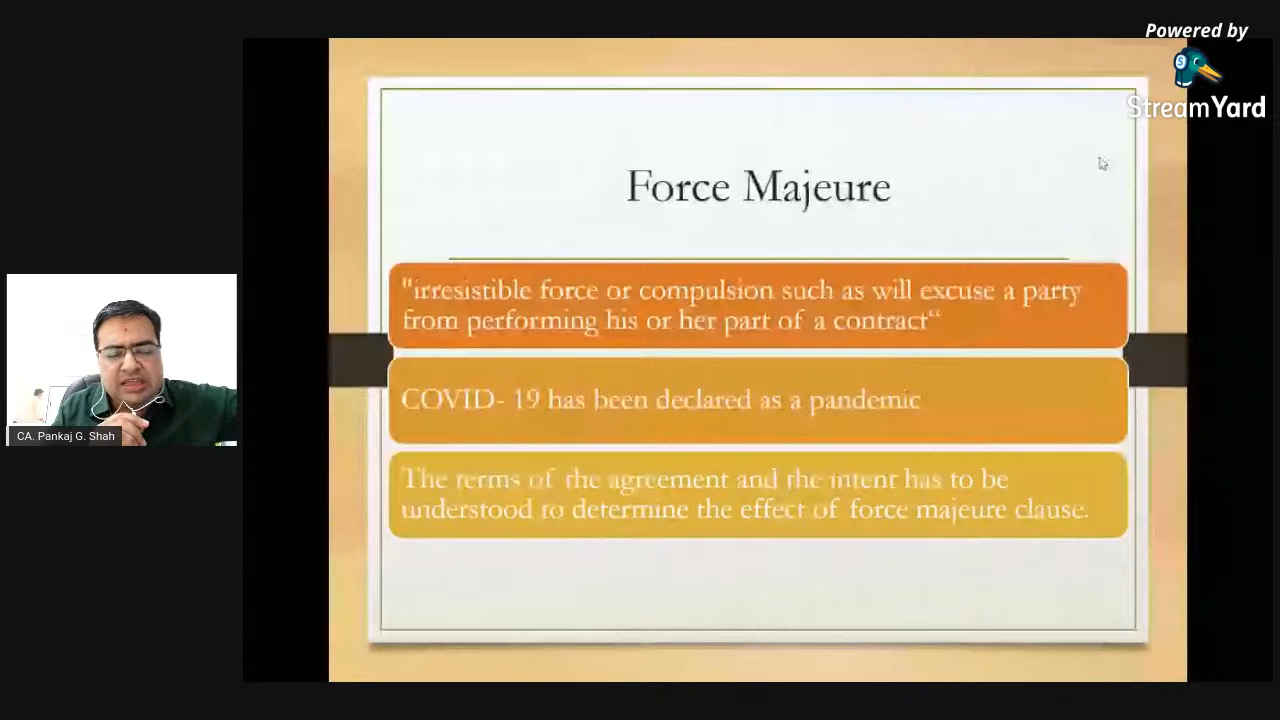 Powered by
StreamYard
Force Majeure
"irresistible force or compulsion such as will excuse a party
from performing his or her part of a contract“
COVID- 19 has been declared as a pandemic
The terms of the agreement and the intent has to be
understood to determine the effect of force majeure clause.
CA. Pankaj G. Shah